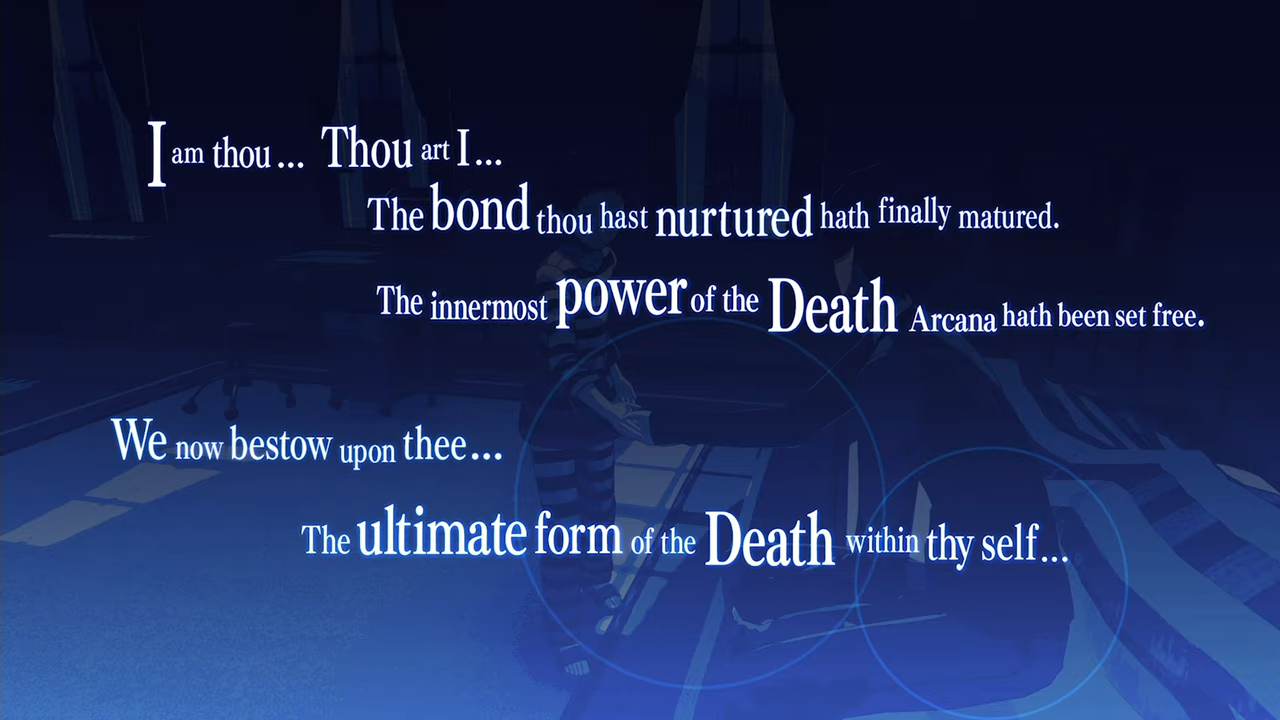 I am thou... Thou art I...
The bond thou hast nurtured hath finally matured.
The innermost power of the Death Arcana hath been set free.
We now bestow upon thee...
The ultimate form of the Death within thy self...